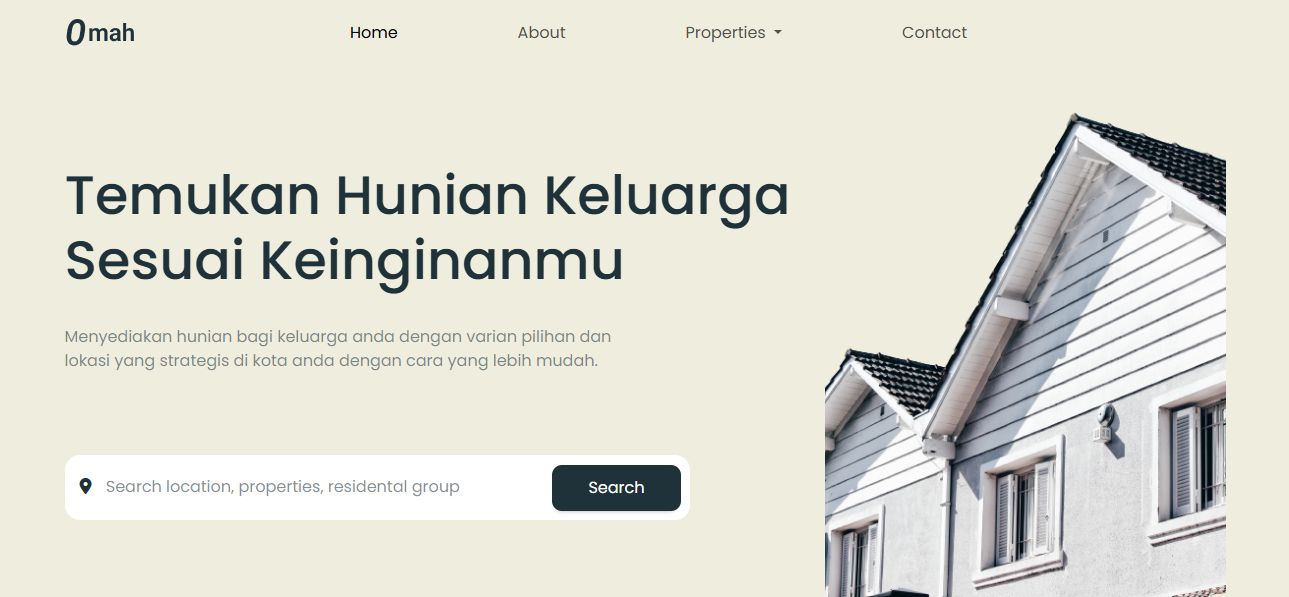 Omah
Home
About
Properties
Contact
Temukan Hunian Keluarga
Sesuai Keinginanmu
Menyediakan hunian bagi keluarga anda dengan varian pilihan dan
lokasi yang strategis di kota anda dengan cara yang lebih mudah.
Search location, properties, residental group
Search